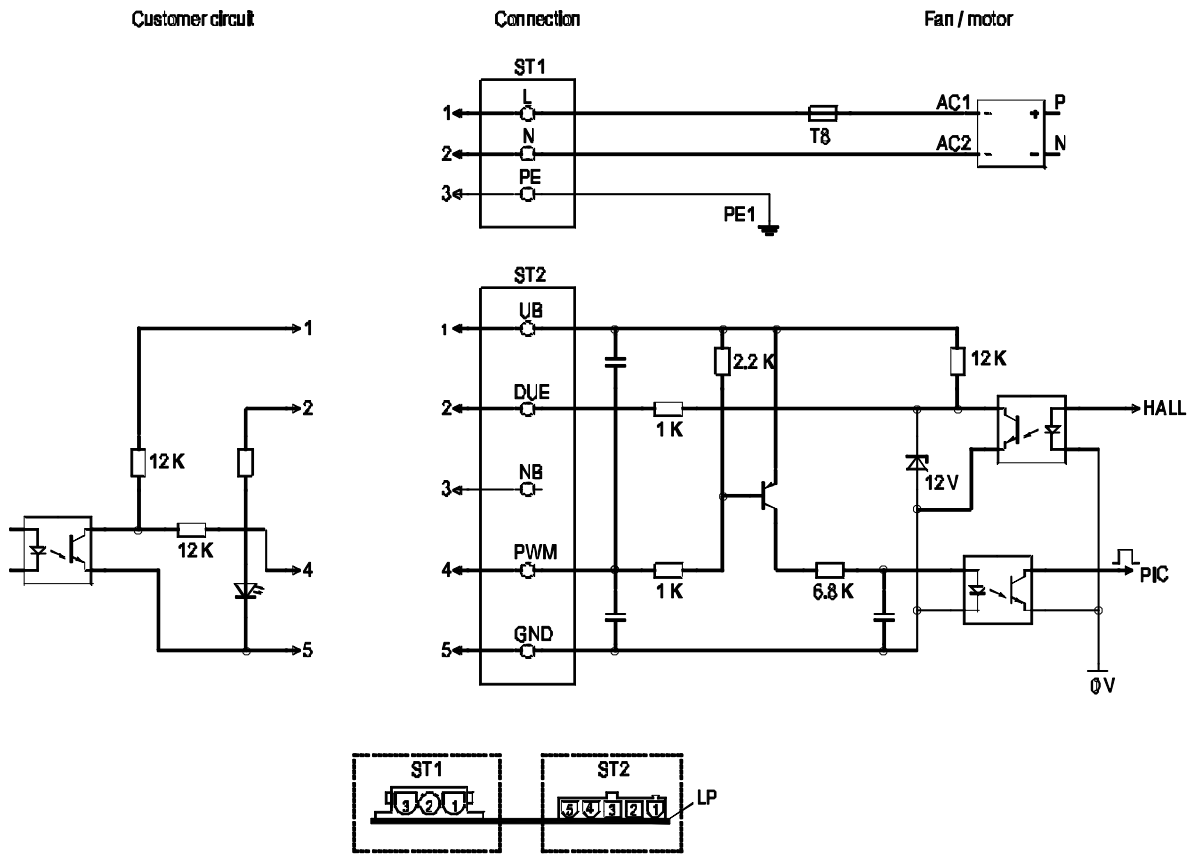 Customer circuit
Connection
Fan / motor
ST1
L
1
AC1
P
T8
N
2
AC2
N
PE
3
PE1
ST2
UB
1
1
2.2 K
12 K
DUE
2
2
1 K
HALL
12 K
NB
3
12 V
12 K
PWM
4
4
1 K
6.8 K
PIC
GND
5
5
0 V
ST1
ST2
LP
3 2 1
5 4 3 2 1